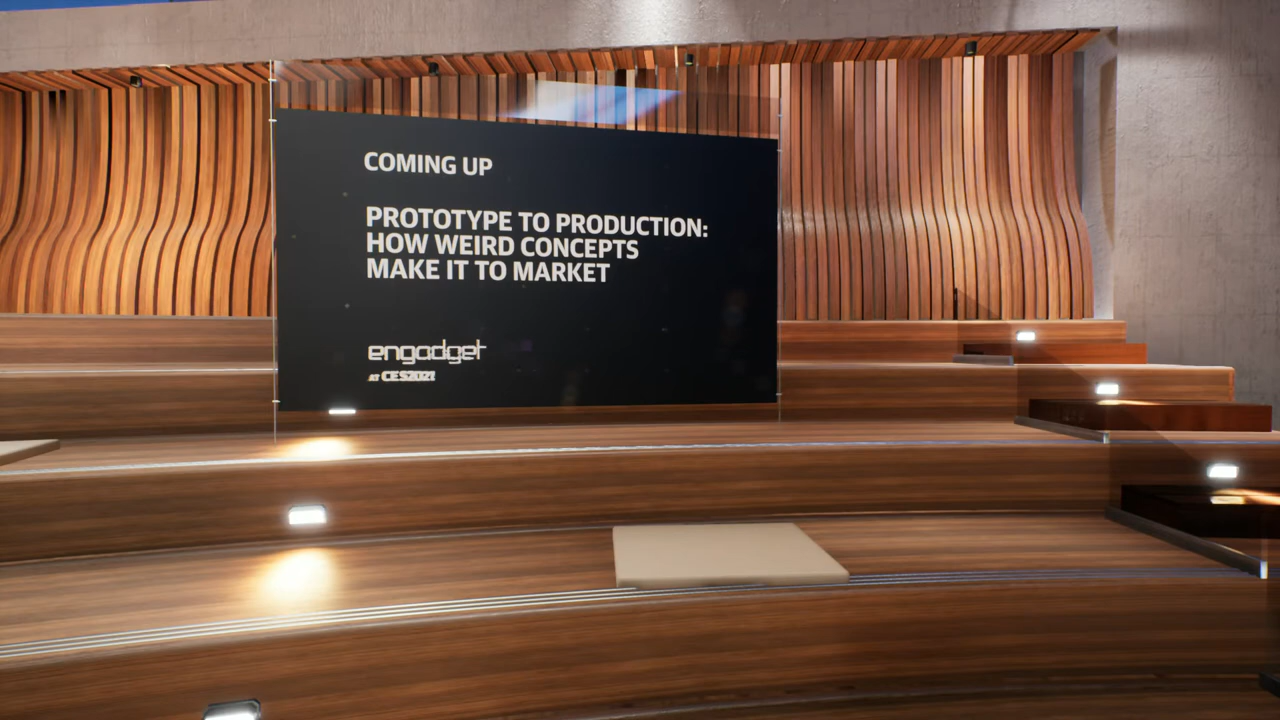 COMING UP
PROTOTYPE TO PRODUCTION:
HOW WEIRD CONCEPTS
MAKE IT TO MARKET
engadget
AT CES2021